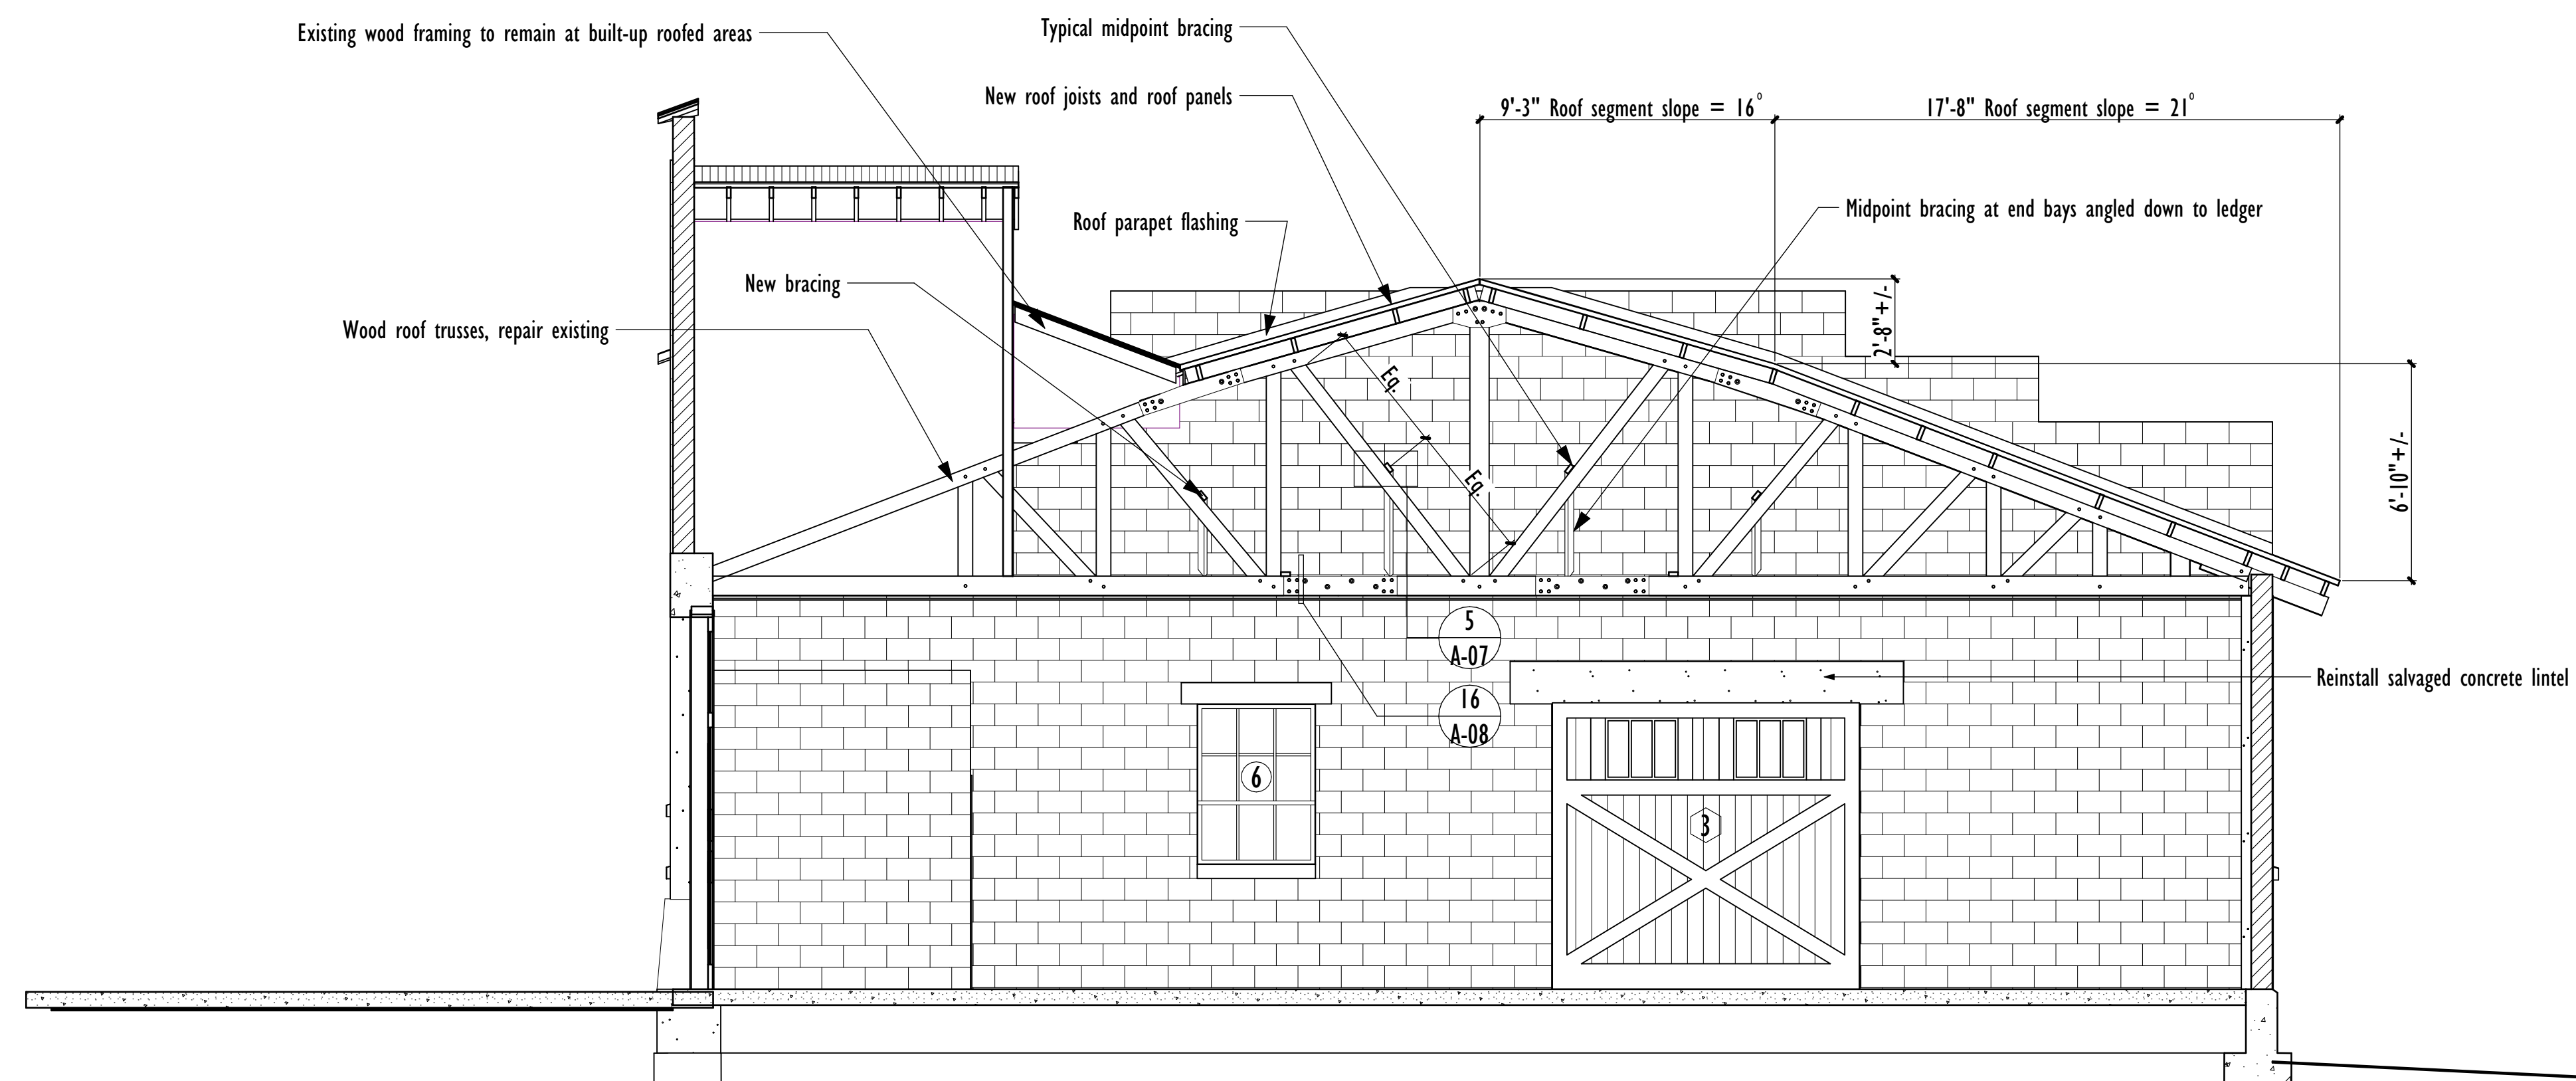 Existing wood framing to remain at built-up roofed areas
Typical midpoint bracing
New roof joists and roof panels
9'-3" Roof segment slope = 16°
17'-8" Roof segment slope = 21°
Roof parapet flashing
Midpoint bracing at end bays angled down to ledger
New bracing
Wood roof trusses, repair existing
2'-8"+/-
Eq.
Eq.
6'-10"+/-
5
A-07
16
A-08
Reinstall salvaged concrete lintel
6
3